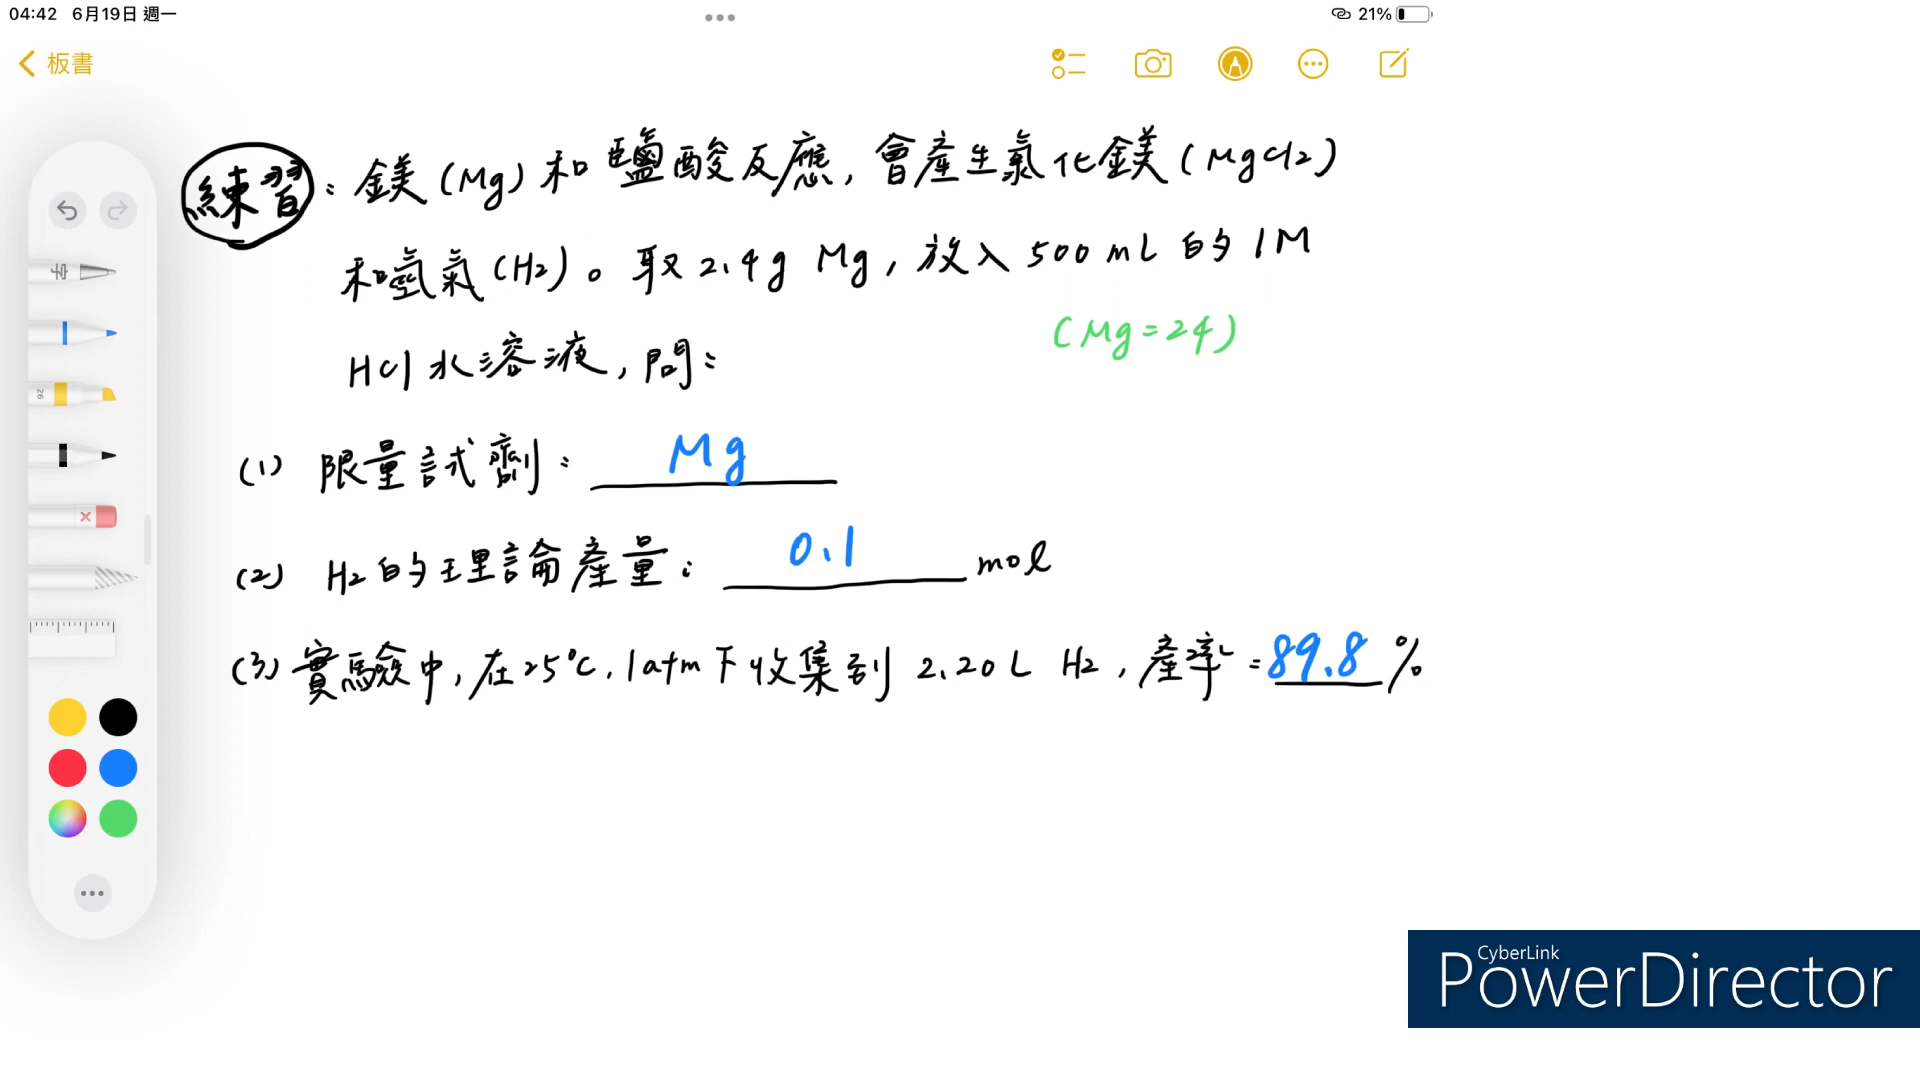 04:42 6月19日 週一
21%
板書
練習：鎂(Mg)和鹽酸反應，會產生氯化鎂(MgCl2)
和氫氣(H2)。取2.4g Mg，放入500 ml的1M
HCl水溶液，問：
(Mg=24)
(1) 限量試劑： Mg
(2) H2的理論產量： 0.1 mol
(3) 實驗中，在25°C，1atm下收集到 2.20L H2，產率=89.8%
字
26
CyberLink
PowerDirector